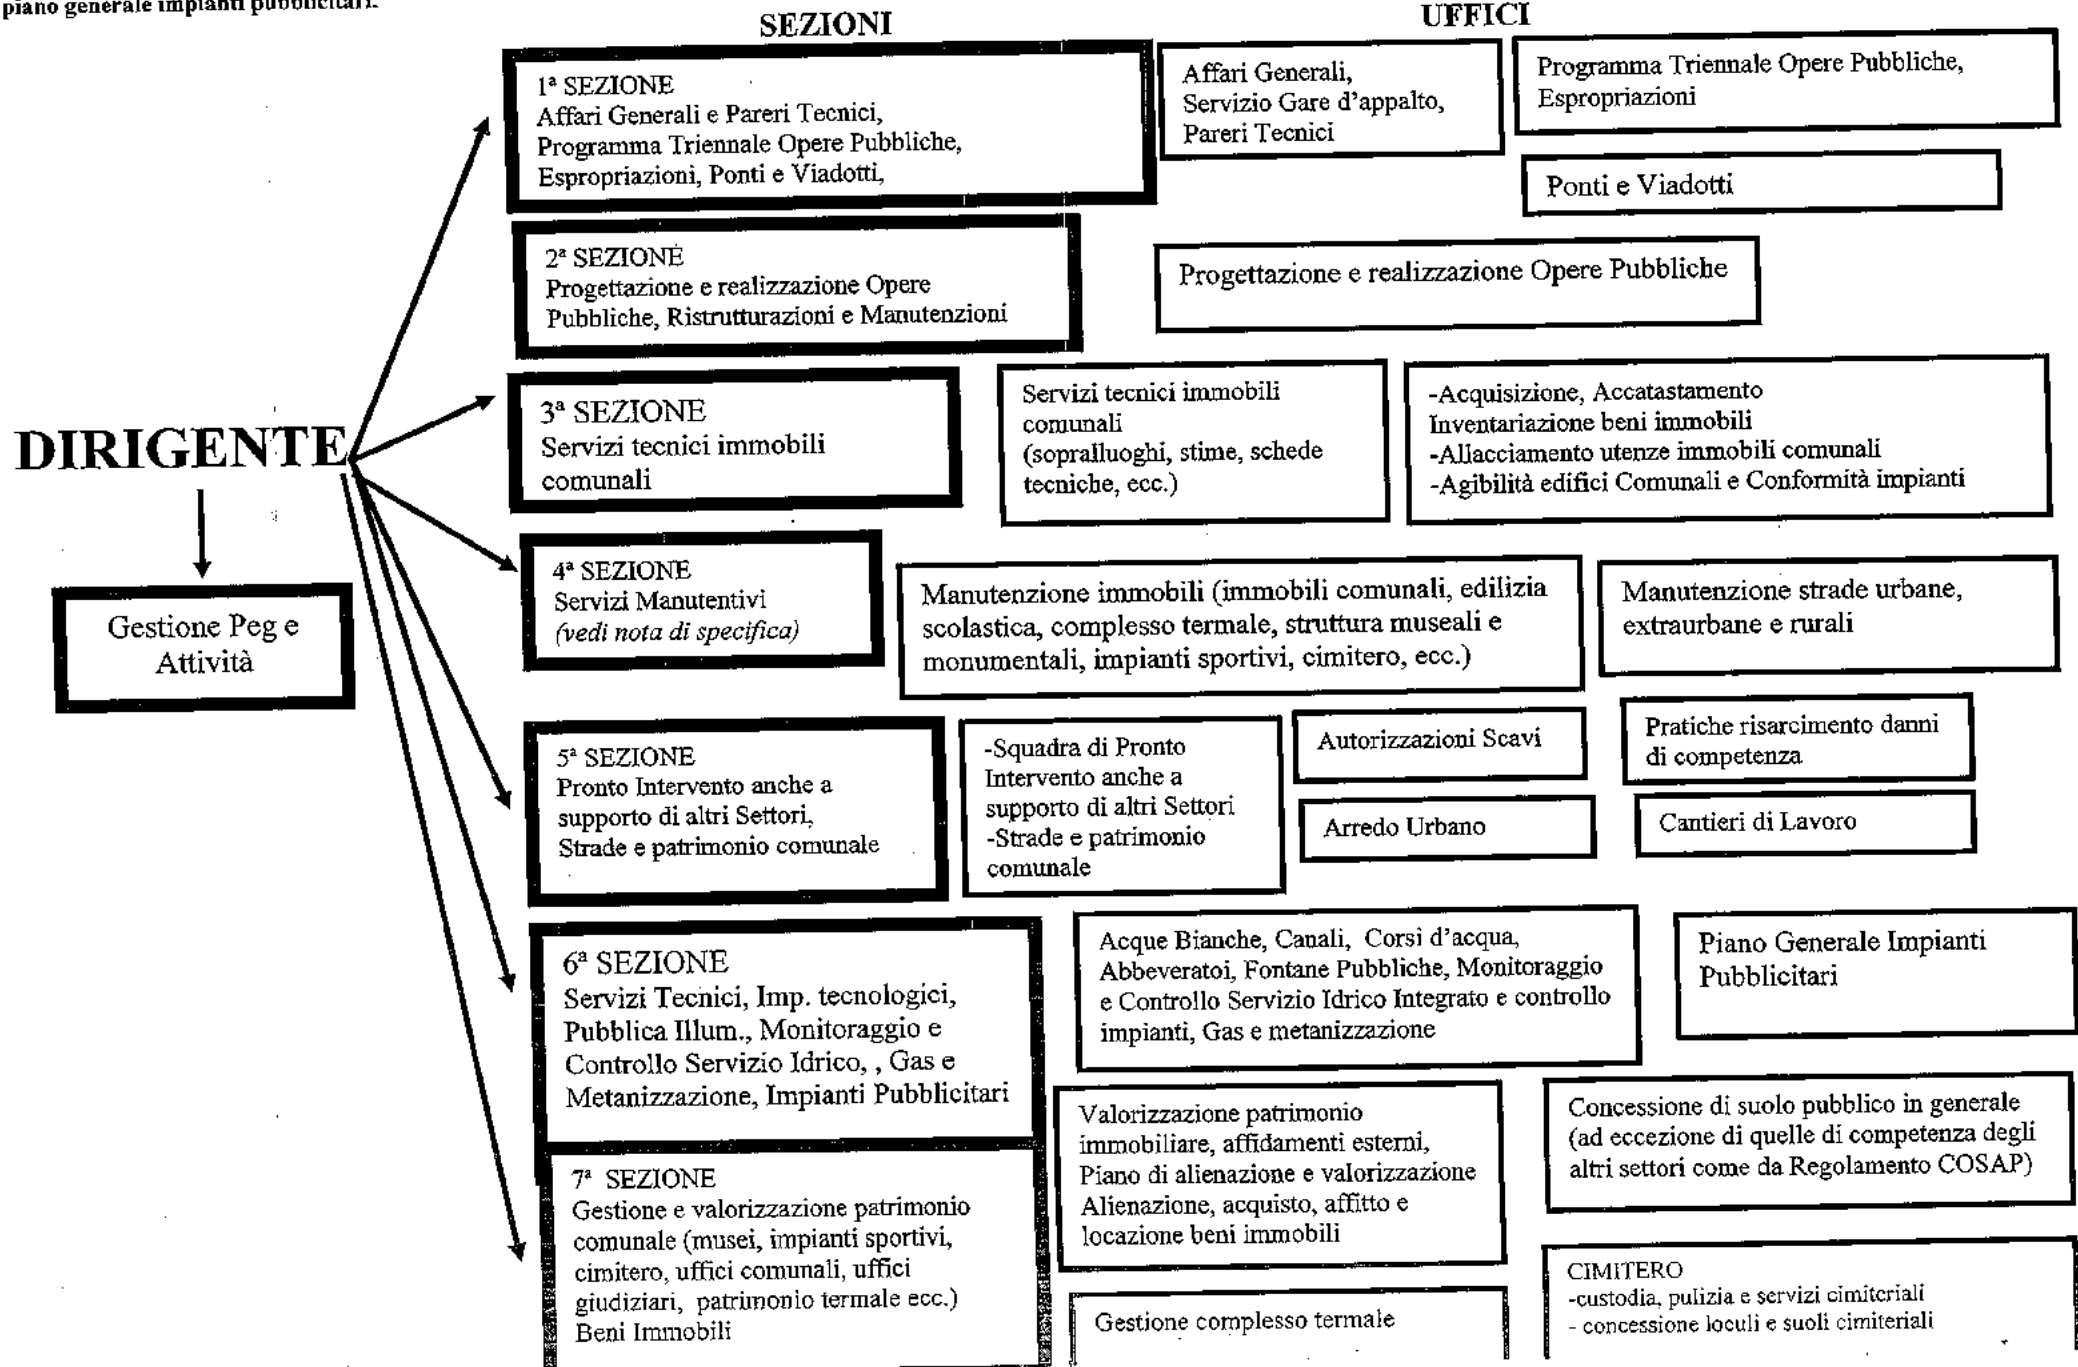 piano generale impianti pubblicitari.
SEZIONI
UFFICI
1ª SEZIONE
Affari Generali e Pareri Tecnici,
Programma Triennale Opere Pubbliche,
Espropriazioni, Ponti e Viadotti,
Affari Generali,
Servizio Gare d'appalto,
Pareri Tecnici
Programma Triennale Opere Pubbliche,
Espropriazioni
Ponti e Viadotti
2ª SEZIONE
Progettazione e realizzazione Opere
Pubbliche, Ristrutturazioni e Manutenzioni
Progettazione e realizzazione Opere Pubbliche
DIRIGENTE
Gestione Peg e
Attività
3ª SEZIONE
Servizi tecnici immobili
comunali
Servizi tecnici immobili
comunali
(sopralluoghi, stime, schede
tecniche, ecc.)
-Acquisizione, Accatastamento
Inventariazione beni immobili
-Allacciamento utenze immobili comunali
-Agibilità edifici Comunali e Conformità impianti
4ª SEZIONE
Servizi Manutentivi
(vedi nota di specifica)
Manutenzione immobili (immobili comunali, edilizia
scolastica, complesso termale, struttura museali e
monumentali, impianti sportivi, cimitero, ecc.)
Manutenzione strade urbane,
extraurbane e rurali
5ª SEZIONE
Pronto Intervento anche a
supporto di altri Settori,
Strade e patrimonio comunale
-Squadra di Pronto
Intervento anche a
supporto di altri Settori
-Strade e patrimonio
comunale
Autorizzazioni Scavi
Arredo Urbano
Pratiche risarcimento danni
di competenza
Cantieri di Lavoro
6ª SEZIONE
Servizi Tecnici, Imp. tecnologici,
Pubblica Illum., Monitoraggio e
Controllo Servizio Idrico, , Gas e
Metanizzazione, Impianti Pubblicitari
Acque Bianche, Canali, Corsi d'acqua,
Abbeveratoi, Fontane Pubbliche, Monitoraggio
e Controllo Servizio Idrico Integrato e controllo
impianti, Gas e metanizzazione
Piano Generale Impianti
Pubblicitari
7ª SEZIONE
Gestione e valorizzazione patrimonio
comunale (musei, impianti sportivi,
cimitero, uffici comunali, uffici
giudiziari, patrimonio termale ecc.)
Beni Immobili
Valorizzazione patrimonio
immobiliare, affidamenti esterni,
Piano di alienazione e valorizzazione
Alienazione, acquisto, affitto e
locazione beni immobili
Concessione di suolo pubblico in generale
(ad eccezione di quelle di competenza degli
altri settori come da Regolamento COSAP)
Gestione complesso termale
CIMITERO
-custodia, pulizia e servizi cimiteriali
- concessione loculi e suoli cimiteriali